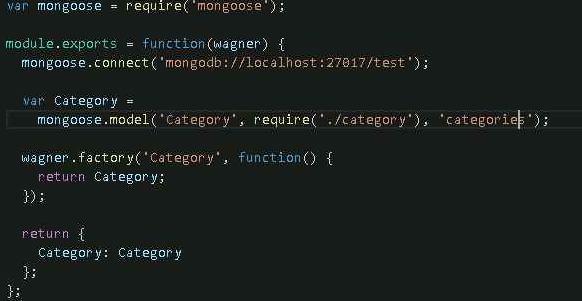 var mongoose = require('mongoose');
module.exports = function(wagner) {
mongoose.connect('mongodb://localhost:27017/test');
var Category =
mongoose.model('Category', require('./category'), 'categories');
wagner.factory('Category', function() {
return Category;
});
return {
Category: Category
};
};